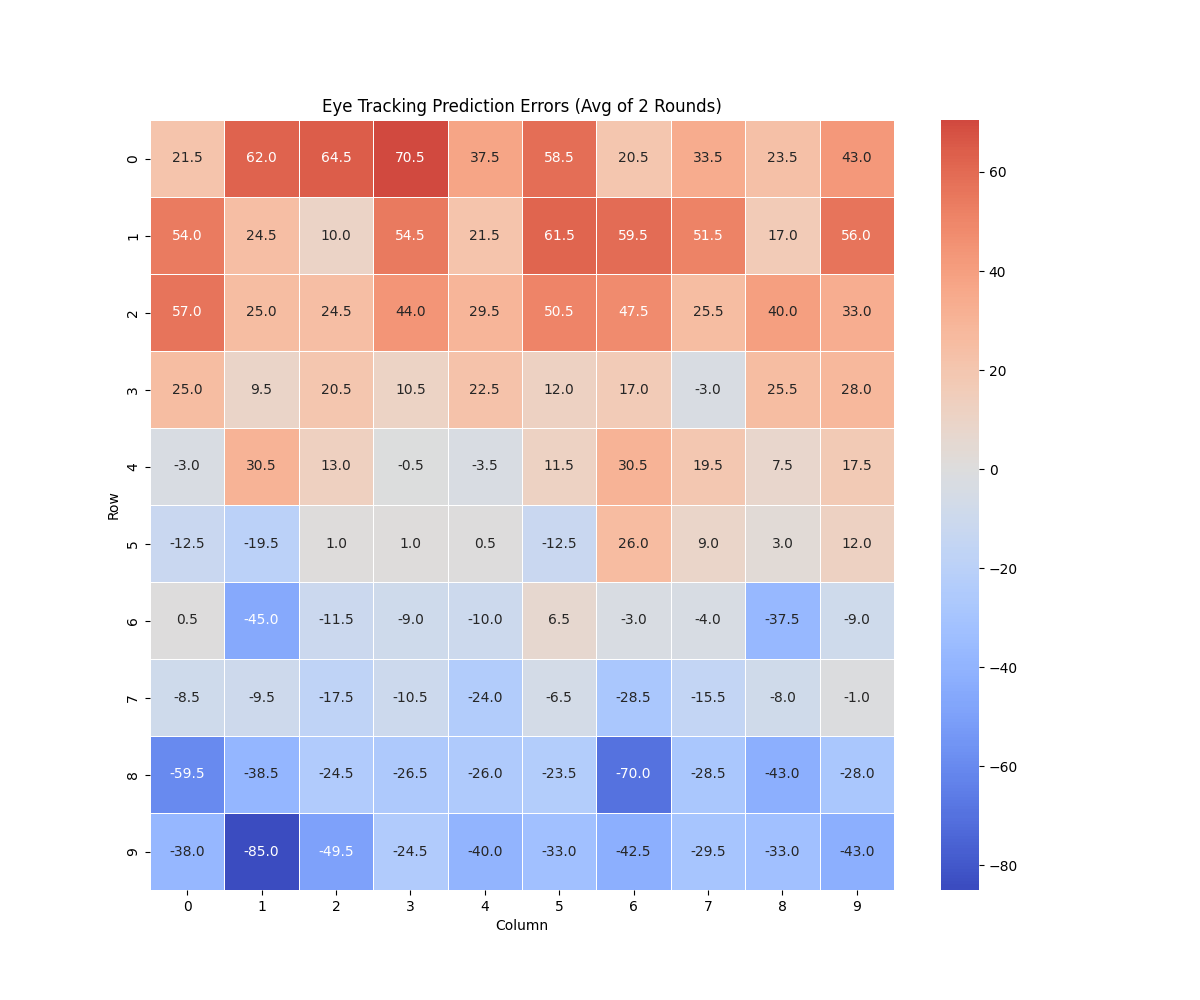 Eye Tracking Prediction Errors (Avg of 2 Rounds)
0 21.5 62.0 64.5 70.5 37.5 58.5 20.5 33.5 23.5 43.0
1 54.0 24.5 10.0 54.5 21.5 61.5 59.5 51.5 17.0 56.0
2 57.0 25.0 24.5 44.0 29.5 50.5 47.5 25.5 40.0 33.0
3 25.0 9.5 20.5 10.5 22.5 12.0 17.0 -3.0 25.5 28.0
4 -3.0 30.5 13.0 -0.5 -3.5 11.5 30.5 19.5 7.5 17.5
5 -12.5 -19.5 1.0 1.0 0.5 -12.5 26.0 9.0 3.0 12.0
6 0.5 -45.0 -11.5 -9.0 -10.0 6.5 -3.0 -4.0 -37.5 -9.0
7 -8.5 -9.5 -17.5 -10.5 -24.0 -6.5 -28.5 -15.5 -8.0 -1.0
8 -59.5 -38.5 -24.5 -26.5 -26.0 -23.5 -70.0 -28.5 -43.0 -28.0
9 -38.0 -85.0 -49.5 -24.5 -40.0 -33.0 -42.5 -29.5 -33.0 -43.0
0 1 2 3 4 5 6 7 8 9
Column
Row
60
40
20
0
−20
−40
−60
−80